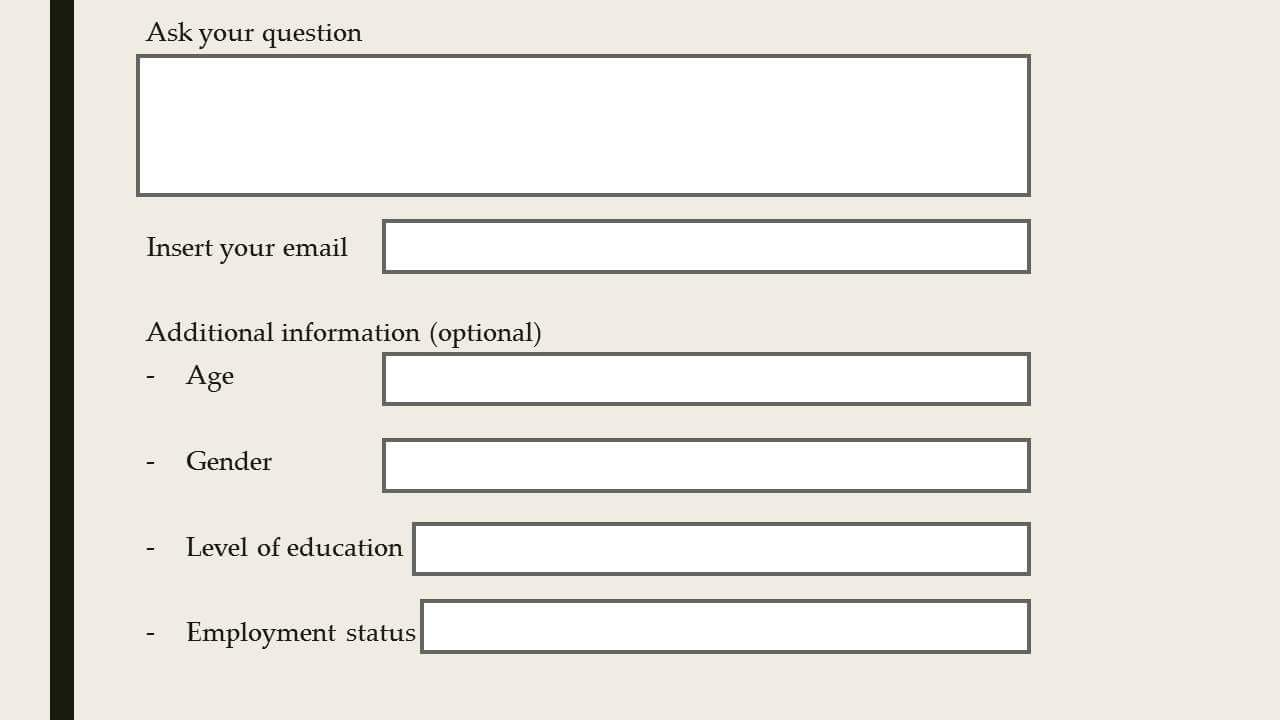 Ask your question
Insert your email
Additional information (optional)
- Age
- Gender
- Level of education
- Employment status